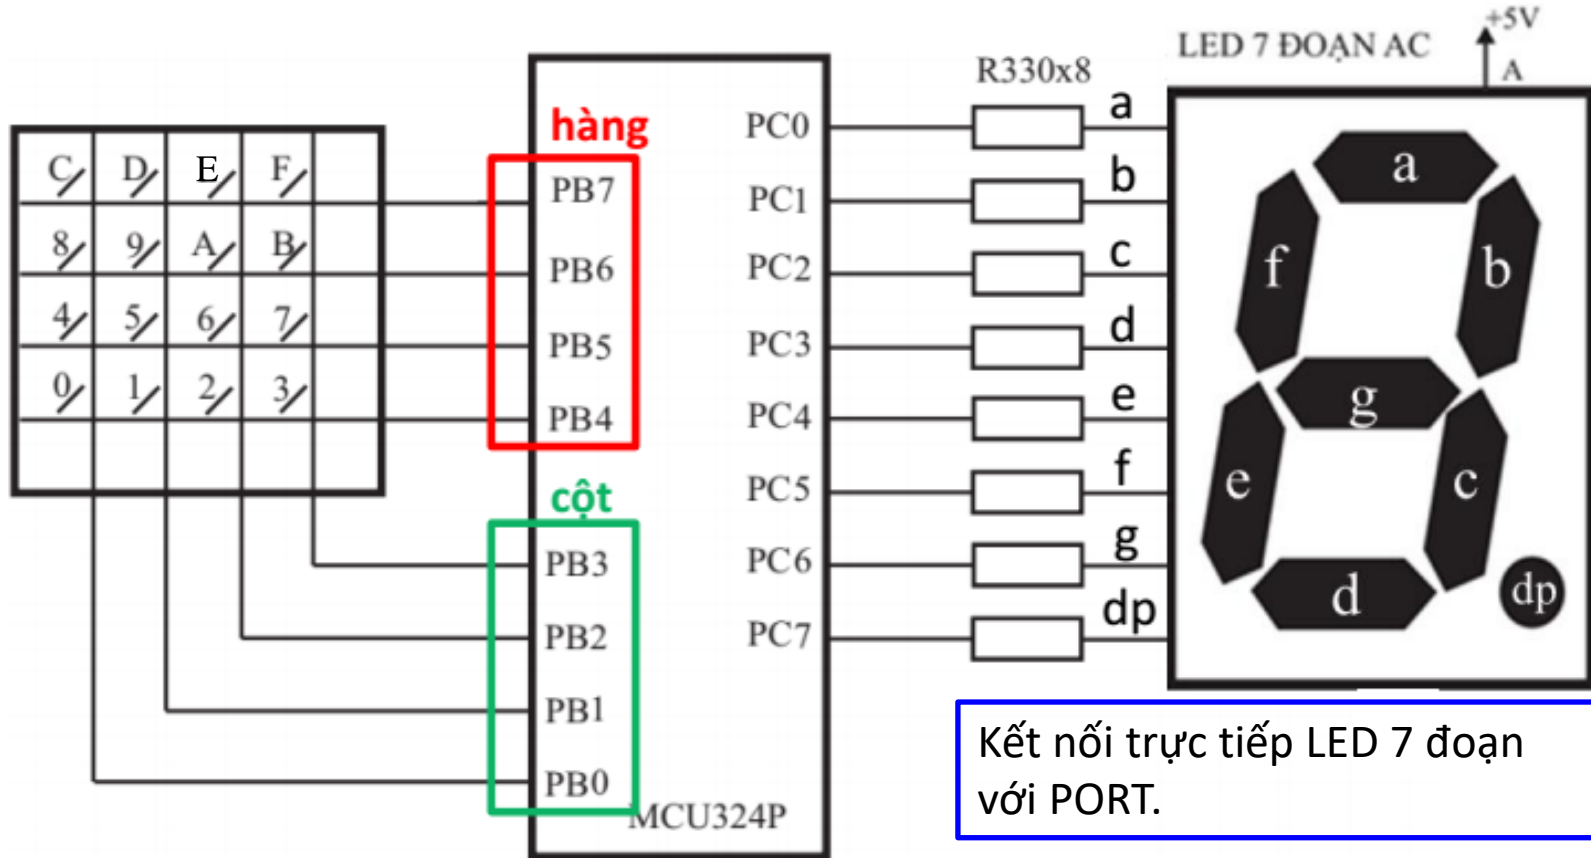 +5V
LED 7 ĐOẠN AC
A
R330x8
hàng
cột
C D E F
8 9 A B
4 5 6 7
0 1 2 3
PB7
PB6
PB5
PB4
PB3
PB2
PB1
PB0
MCU324P
PC0
PC1
PC2
PC3
PC4
PC5
PC6
PC7
a
b
c
d
e
f
g
dp
a
f
b
g
e
c
d
dp
Kết nối trực tiếp LED 7 đoạn
với PORT.